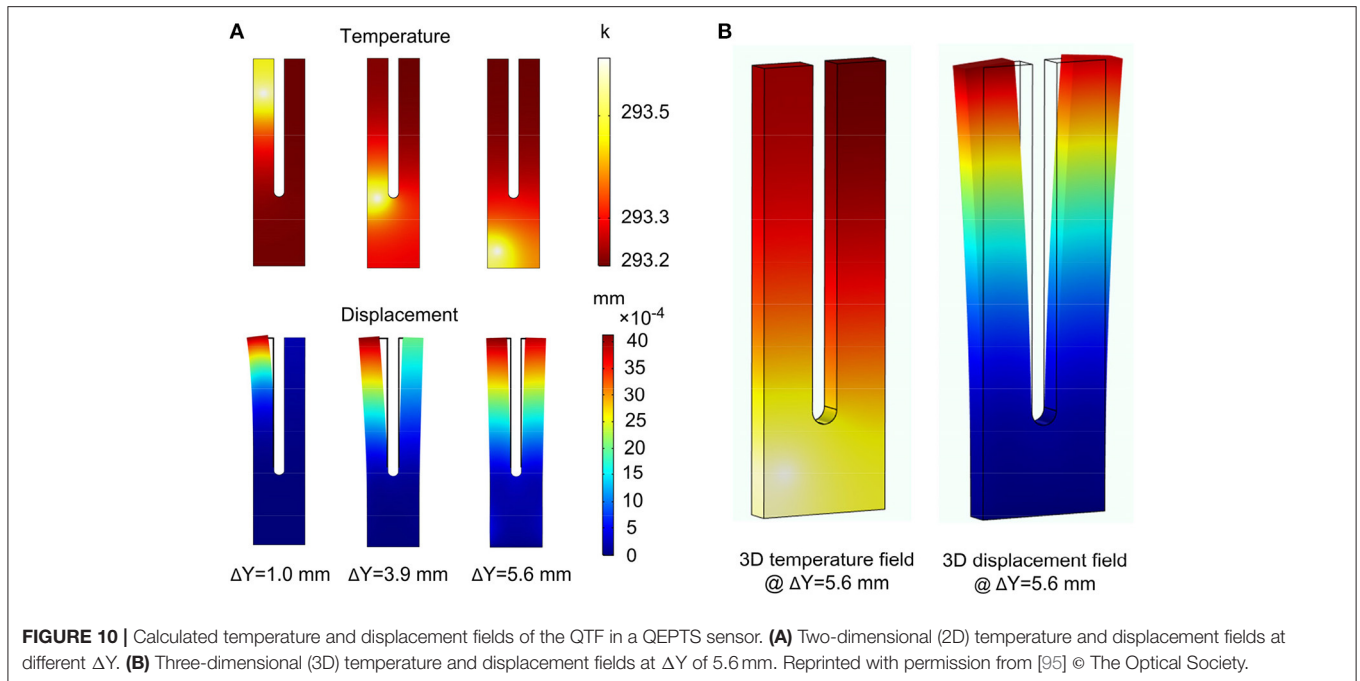 A
Temperature
k
293.5
293.3
293.2
Displacement
mm
×10⁻⁴
40
35
30
25
20
15
10
5
0
ΔY=1.0 mm ΔY=3.9 mm ΔY=5.6 mm
B
3D temperature field
@ ΔY=5.6 mm
3D displacement field
@ ΔY=5.6 mm
FIGURE 10 | Calculated temperature and displacement fields of the QTF in a QEPTS sensor. (A) Two-dimensional (2D) temperature and displacement fields at
different ΔY. (B) Three-dimensional (3D) temperature and displacement fields at ΔY of 5.6 mm. Reprinted with permission from [95] © The Optical Society.